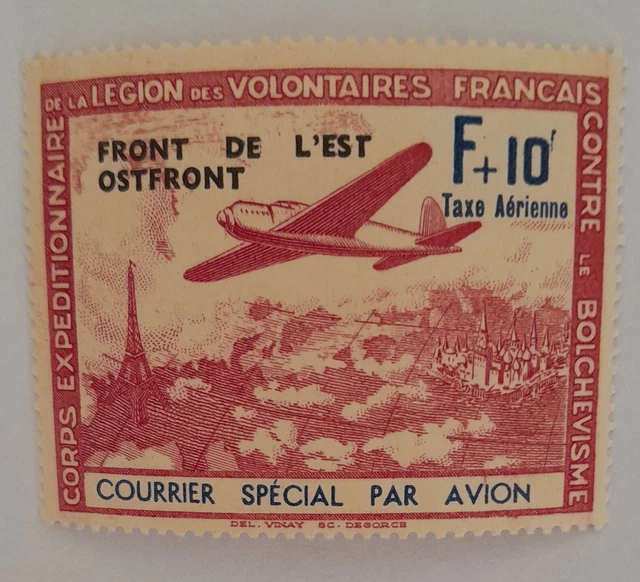 CORPS EXPEDITIONNAIRE
DE LA LEGION DES VOLONTAIRES FRANCAIS
CONTRE LE BOLCHEVISME
FRONT DE L'EST
OSTFRONT
F+10f
Taxe Aérienne
COURRIER SPÉCIAL PAR AVION
DEL. VINAY SC. DEGORCE